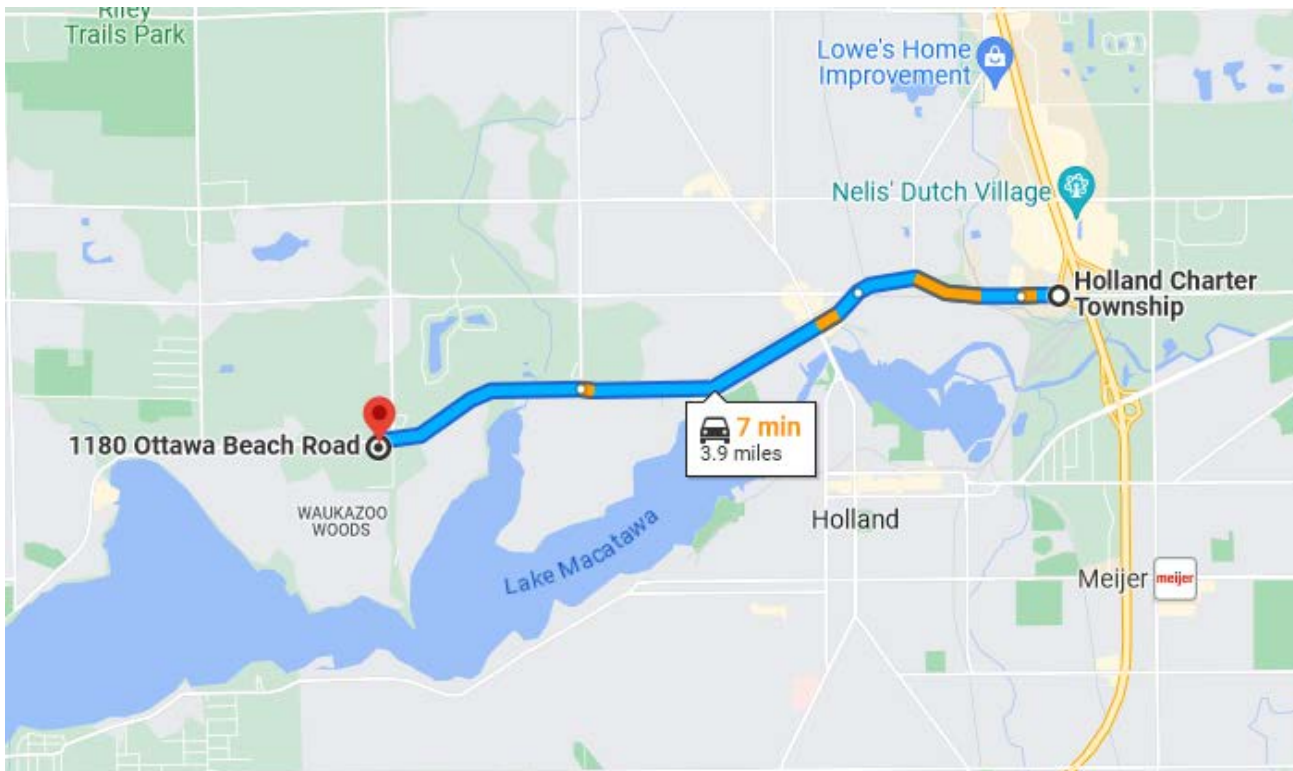 Riley
Trails Park
Lowe's Home
Improvement
Nelis' Dutch Village
Holland Charter
Township
7 min
3.9 miles
1180 Ottawa Beach Road
WAUKAZOO
WOODS
Holland
Lake Macatawa
Meijer
meijer